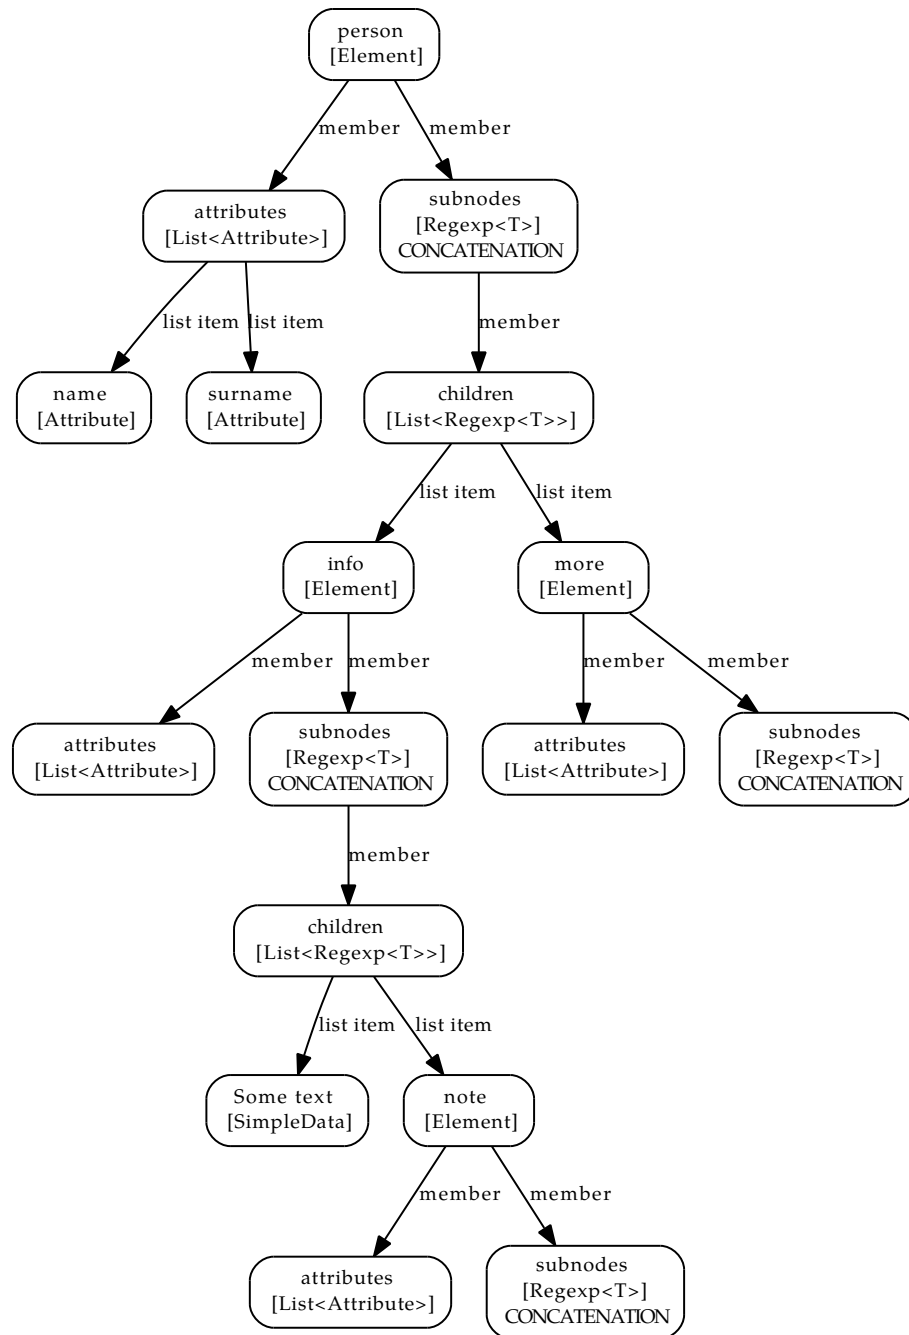 person
[Element]
member
member
attributes
[List<Attribute>]
subnodes
[Regexp<T>]
CONCATENATION
list item
list item
member
name
[Attribute]
surname
[Attribute]
children
[List<Regexp<T>>]
list item
list item
info
[Element]
more
[Element]
member
member
member
member
attributes
[List<Attribute>]
subnodes
[Regexp<T>]
CONCATENATION
attributes
[List<Attribute>]
subnodes
[Regexp<T>]
CONCATENATION
member
children
[List<Regexp<T>>]
list item
list item
Some text
[SimpleData]
note
[Element]
member
member
attributes
[List<Attribute>]
subnodes
[Regexp<T>]
CONCATENATION